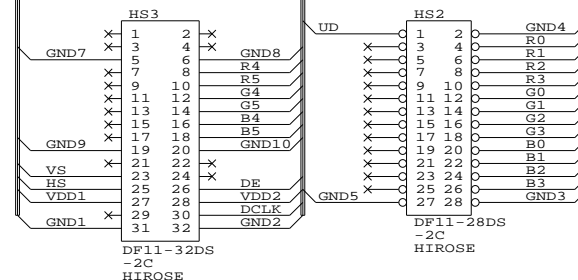 HS3
1 2
3 4
GND7 5 6 GND8
7 8 R4
9 10 R5
11 12 G4
13 14 G5
15 16 B4
17 18 B5
GND9 19 20 GND10
21 22
VS 23 24
HS 25 26 DE
VDD1 27 28 VDD2
29 30 DCLK
GND1 31 32 GND2
DF11-32DS
-2C
HIROSE
HS2
UD 1 2 GND4
3 4 R0
5 6 R1
7 8 R2
9 10 R3
11 12 G0
13 14 G1
15 16 G2
17 18 G3
19 20 B0
21 22 B1
23 24 B2
25 26 B3
GND5 27 28 GND3
DF11-28DS
-2C
HIROSE